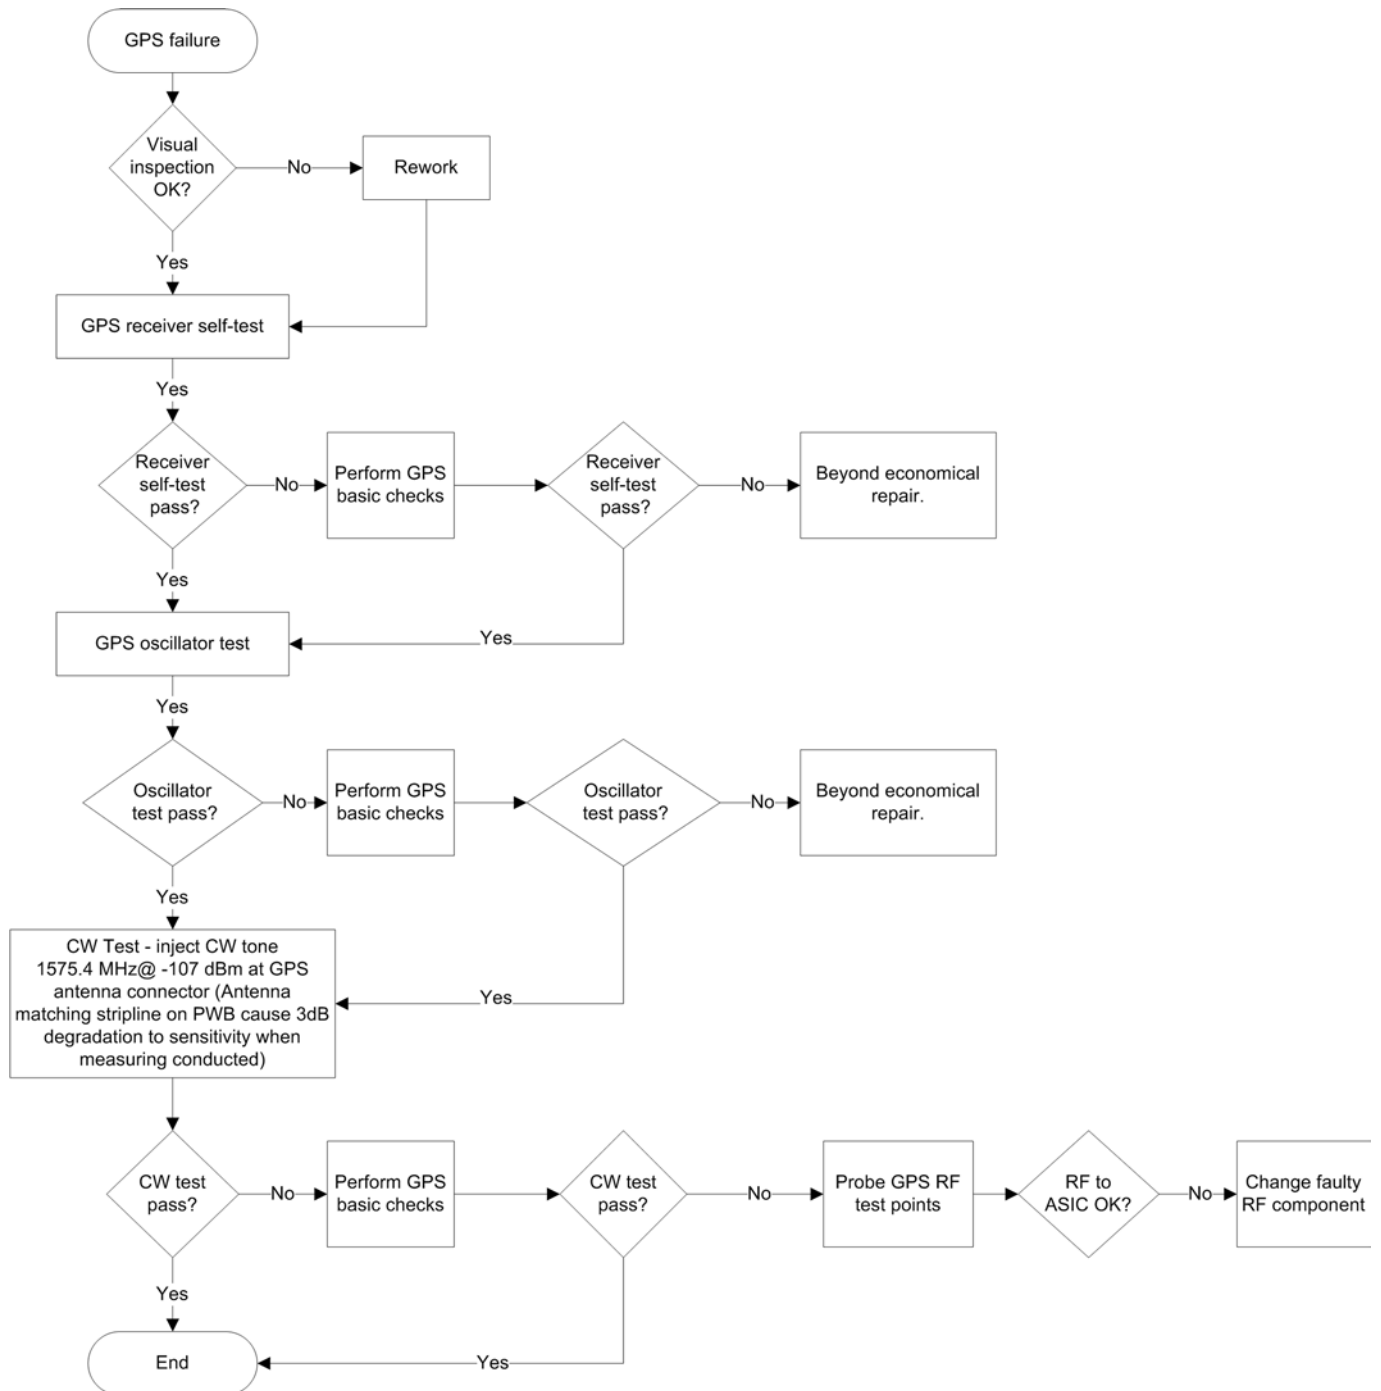 GPS failure
Visual
inspection
OK?
No
Rework
Yes
GPS receiver self-test
Yes
Receiver
self-test
pass?
No
Perform GPS
basic checks
Receiver
self-test
pass?
No
Beyond economical
repair.
Yes
GPS oscillator test
Yes
Yes
Oscillator
test pass?
No
Perform GPS
basic checks
Oscillator
test pass?
No
Beyond economical
repair.
Yes
CW Test - inject CW tone
1575.4 MHz@ -107 dBm at GPS
antenna connector (Antenna
matching stripline on PWB cause 3dB
degradation to sensitivity when
measuring conducted)
Yes
CW test
pass?
No
Perform GPS
basic checks
CW test
pass?
No
Probe GPS RF
test points
RF to
ASIC OK?
No
Change faulty
RF component
Yes
End
Yes